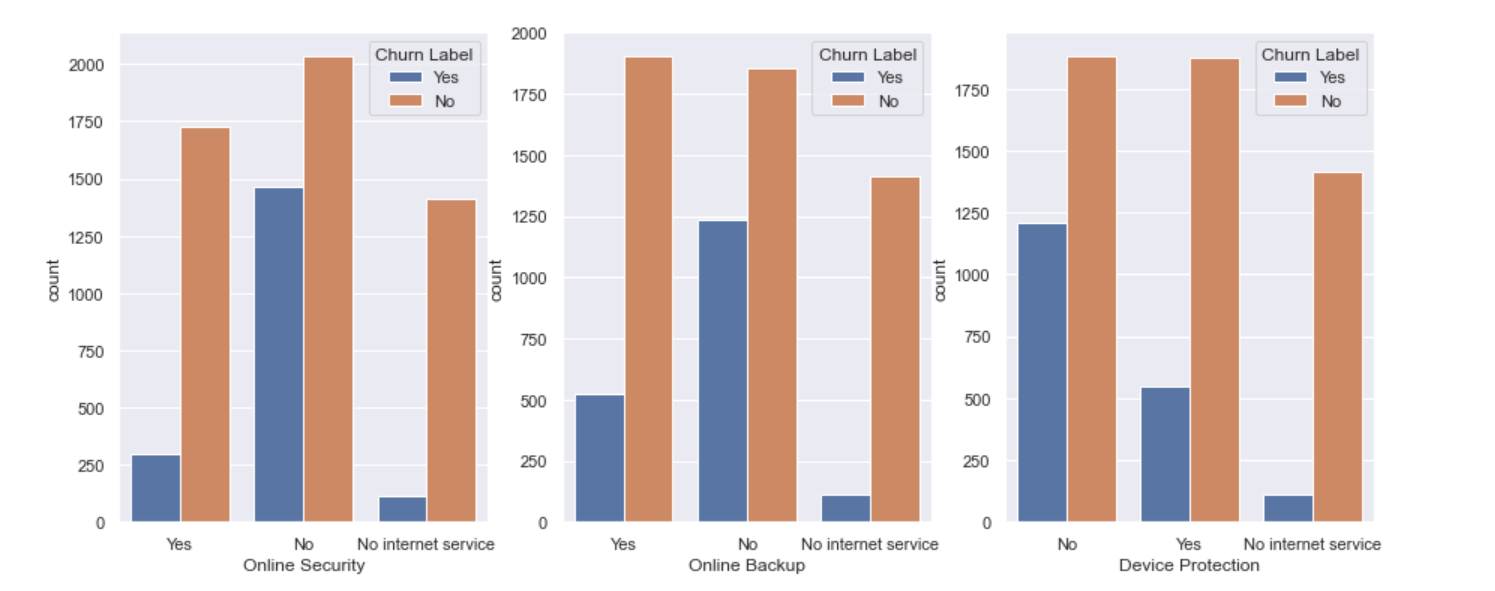 Churn Label
Yes
No
2000
1750
1500
1250
1000
750
500
250
0
count
Yes No No internet service
Online Security
Churn Label
Yes
No
2000
1750
1500
1250
1000
750
500
250
0
count
Yes No No internet service
Online Backup
Churn Label
Yes
No
1750
1500
1250
1000
750
500
250
0
count
No Yes No internet service
Device Protection